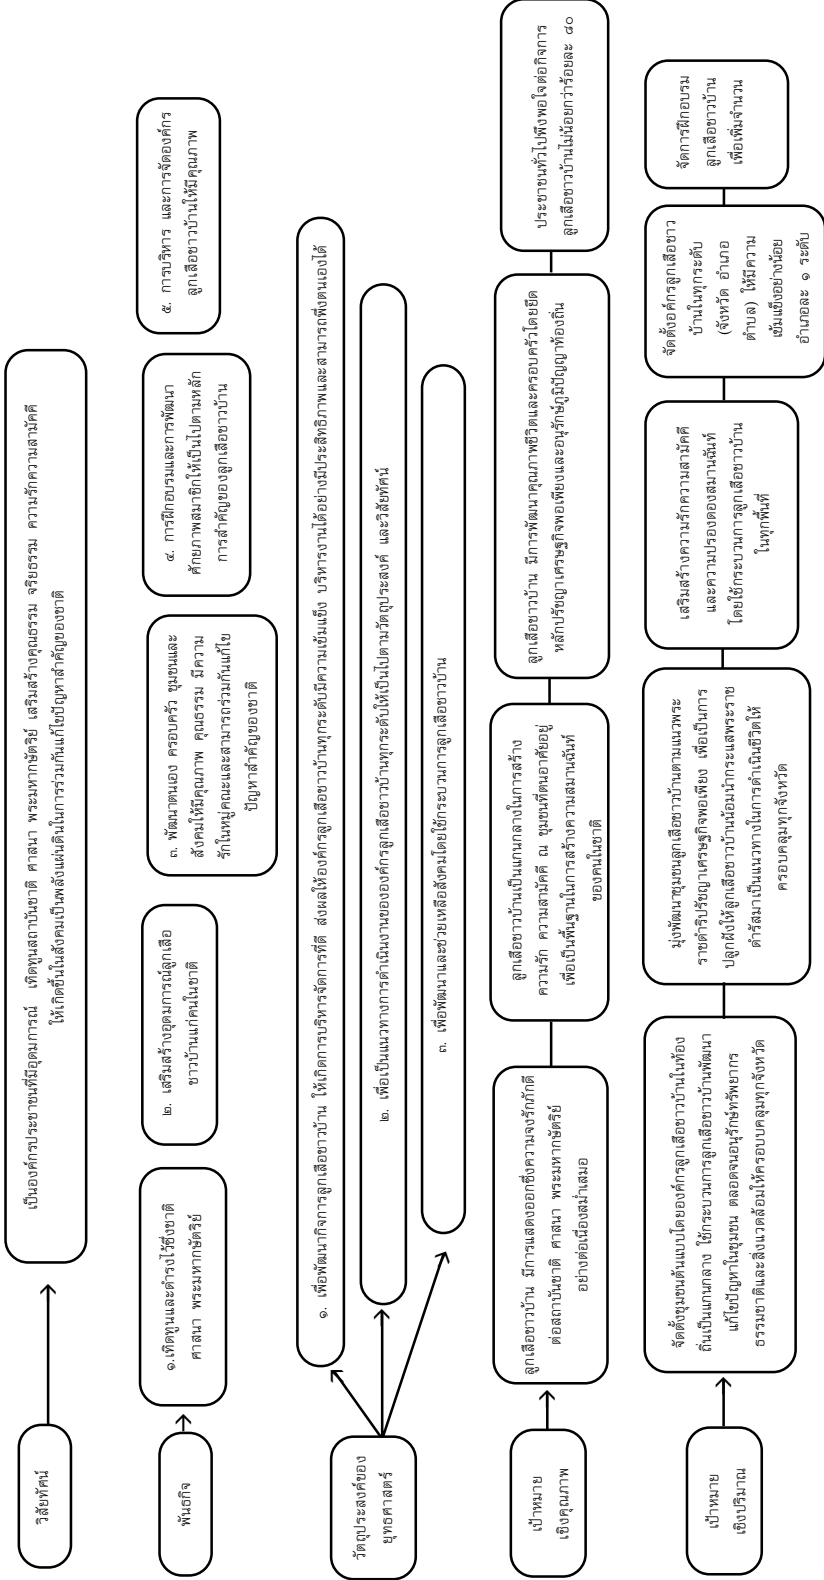 วิสัยทัศน์
เป็นองค์กรประชาชนที่มีอุดมการณ์ เทิดทูนสถาบันชาติ ศาสนา พระมหากษัตริย์ เสริมสร้างคุณธรรม จริยธรรม ความรักความสามัคคี
ให้เกิดขึ้นในสังคมเป็นพลังแผ่นดินในการร่วมกันแก้ไขปัญหาสำคัญของชาติ
พันธกิจ
๑.เทิดทูนและดำรงไว้ซึ่งชาติ
ศาสนา พระมหากษัตริย์
๒. เสริมสร้างอุดมการณ์ลูกเสือ
ชาวบ้านแก่คนในชาติ
๓. พัฒนาตนเอง ครอบครัว ชุมชนและ
สังคมให้มีคุณภาพ คุณธรรม มีความ
รักในหมู่คณะและสามารถร่วมกันแก้ไข
ปัญหาสำคัญของชาติ
๔. การฝึกอบรมและการพัฒนา
ศักยภาพสมาชิกให้เป็นไปตามหลัก
การสำคัญของลูกเสือชาวบ้าน
๕. การบริหาร และการจัดองค์กร
ลูกเสือชาวบ้านให้มีคุณภาพ
วัตถุประสงค์ของ
ยุทธศาสตร์
๑. เพื่อพัฒนากิจการลูกเสือชาวบ้าน ให้เกิดการบริหารจัดการที่ดี ส่งผลให้องค์กรลูกเสือชาวบ้านทุกระดับมีความเข้มแข็ง บริหารงานได้อย่างมีประสิทธิภาพและสามารถพึ่งตนเองได้
๒. เพื่อเป็นแนวทางการดำเนินงานขององค์กรลูกเสือชาวบ้านทุกระดับให้เป็นไปตามวัตถุประสงค์ และวิสัยทัศน์
๓. เพื่อพัฒนาและช่วยเหลือสังคมโดยใช้กระบวนการลูกเสือชาวบ้าน
เป้าหมาย
เชิงคุณภาพ
ลูกเสือชาวบ้าน มีการแสดงออกซึ่งความจงรักภักดี
ต่อสถาบันชาติ ศาสนา พระมหากษัตริย์
อย่างต่อเนื่องสม่ำเสมอ
ลูกเสือชาวบ้านเป็นแกนกลางในการสร้าง
ความรัก ความสามัคคี ณ ชุมชนที่ตนอาศัยอยู่
เพื่อเป็นพื้นฐานในการสร้างความสมานฉันท์
ของคนในชาติ
ลูกเสือชาวบ้าน มีการพัฒนาคุณภาพชีวิตและครอบครัวโดยยึด
หลักปรัชญาเศรษฐกิจพอเพียงและอนุรักษ์ภูมิปัญญาท้องถิ่น
ประชาชนทั่วไปพึงพอใจต่อกิจการ
ลูกเสือชาวบ้านไม่น้อยกว่าร้อยละ ๘๐
เป้าหมาย
เชิงปริมาณ
จัดตั้งชุมชนต้นแบบโดยองค์กรลูกเสือชาวบ้านในท้อง
ถิ่นเป็นแกนกลาง ใช้กระบวนการลูกเสือชาวบ้านพัฒนา
แก้ไขปัญหาในชุมชน ตลอดจนอนุรักษ์ทรัพยากร
ธรรมชาติและสิ่งแวดล้อมให้ครอบบคลุมทุกจังหวัด
มุ่งพัฒนาชุมชนลูกเสือชาวบ้านตามแนวพระ
ราชดำริปรัชญาเศรษฐกิจพอเพียง เพื่อเป็นการ
ปลูกฝังให้ลูกเสือชาวบ้านน้อมนำกระแสพระราช
ดำรัสมาเป็นแนวทางในการดำเนินชีวิตให้
ครอบคลุมทุกจังหวัด
เสริมสร้างความรักความสามัคคี
และความปรองดองสมานฉันท์
โดยใช้กระบวนการลูกเสือชาวบ้าน
ในทุกพื้นที่
จัดตั้งองค์กรลูกเสือชาว
บ้านในทุกระดับ
(จังหวัด อำเภอ
ตำบล) ให้มีความ
เข้มแข็งอย่างน้อย
อำเภอละ ๑ ระดับ
จัดการฝึกอบรม
ลูกเสือชาวบ้าน
เพื่อเพิ่มจำนวน